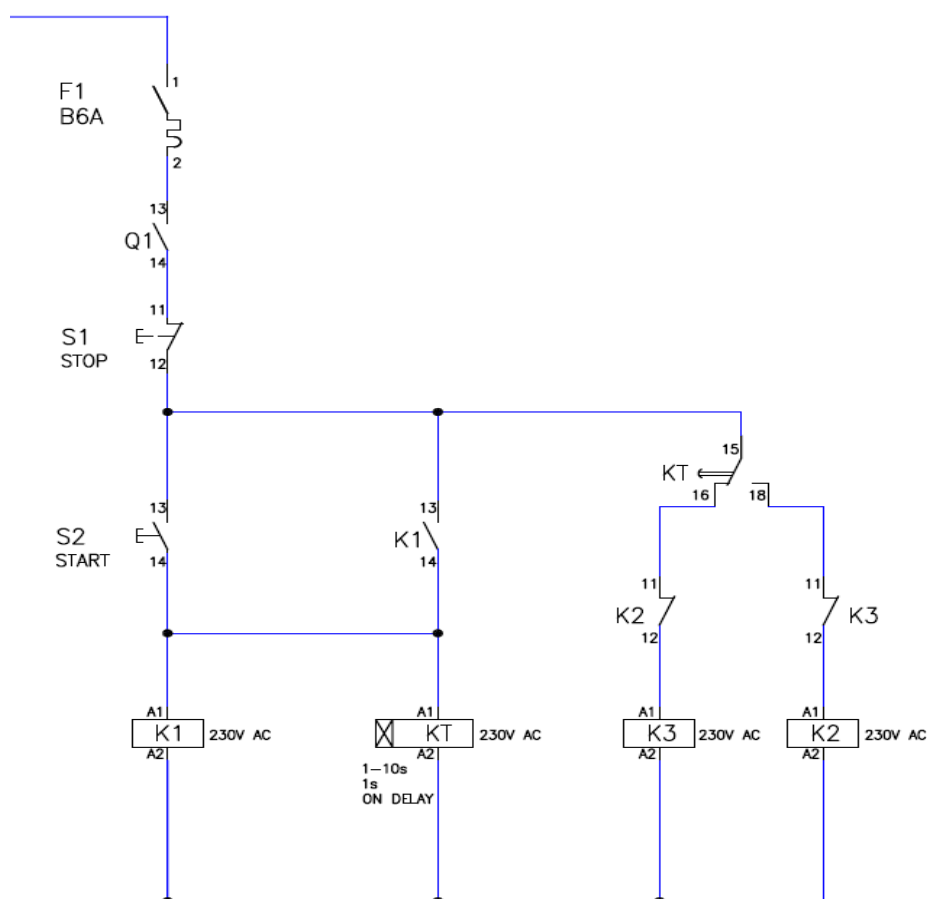 1
F1
B6A
2
13
Q1
14
11
S1
STOP
12
15
KT
16
18
13
S2
START
14
13
K1
14
11
K2
12
11
K3
12
A1
K1
230V AC
A2
A1
KT
230V AC
A2
1-10s
1s
ON DELAY
A1
K3
230V AC
A2
A1
K2
230V AC
A2